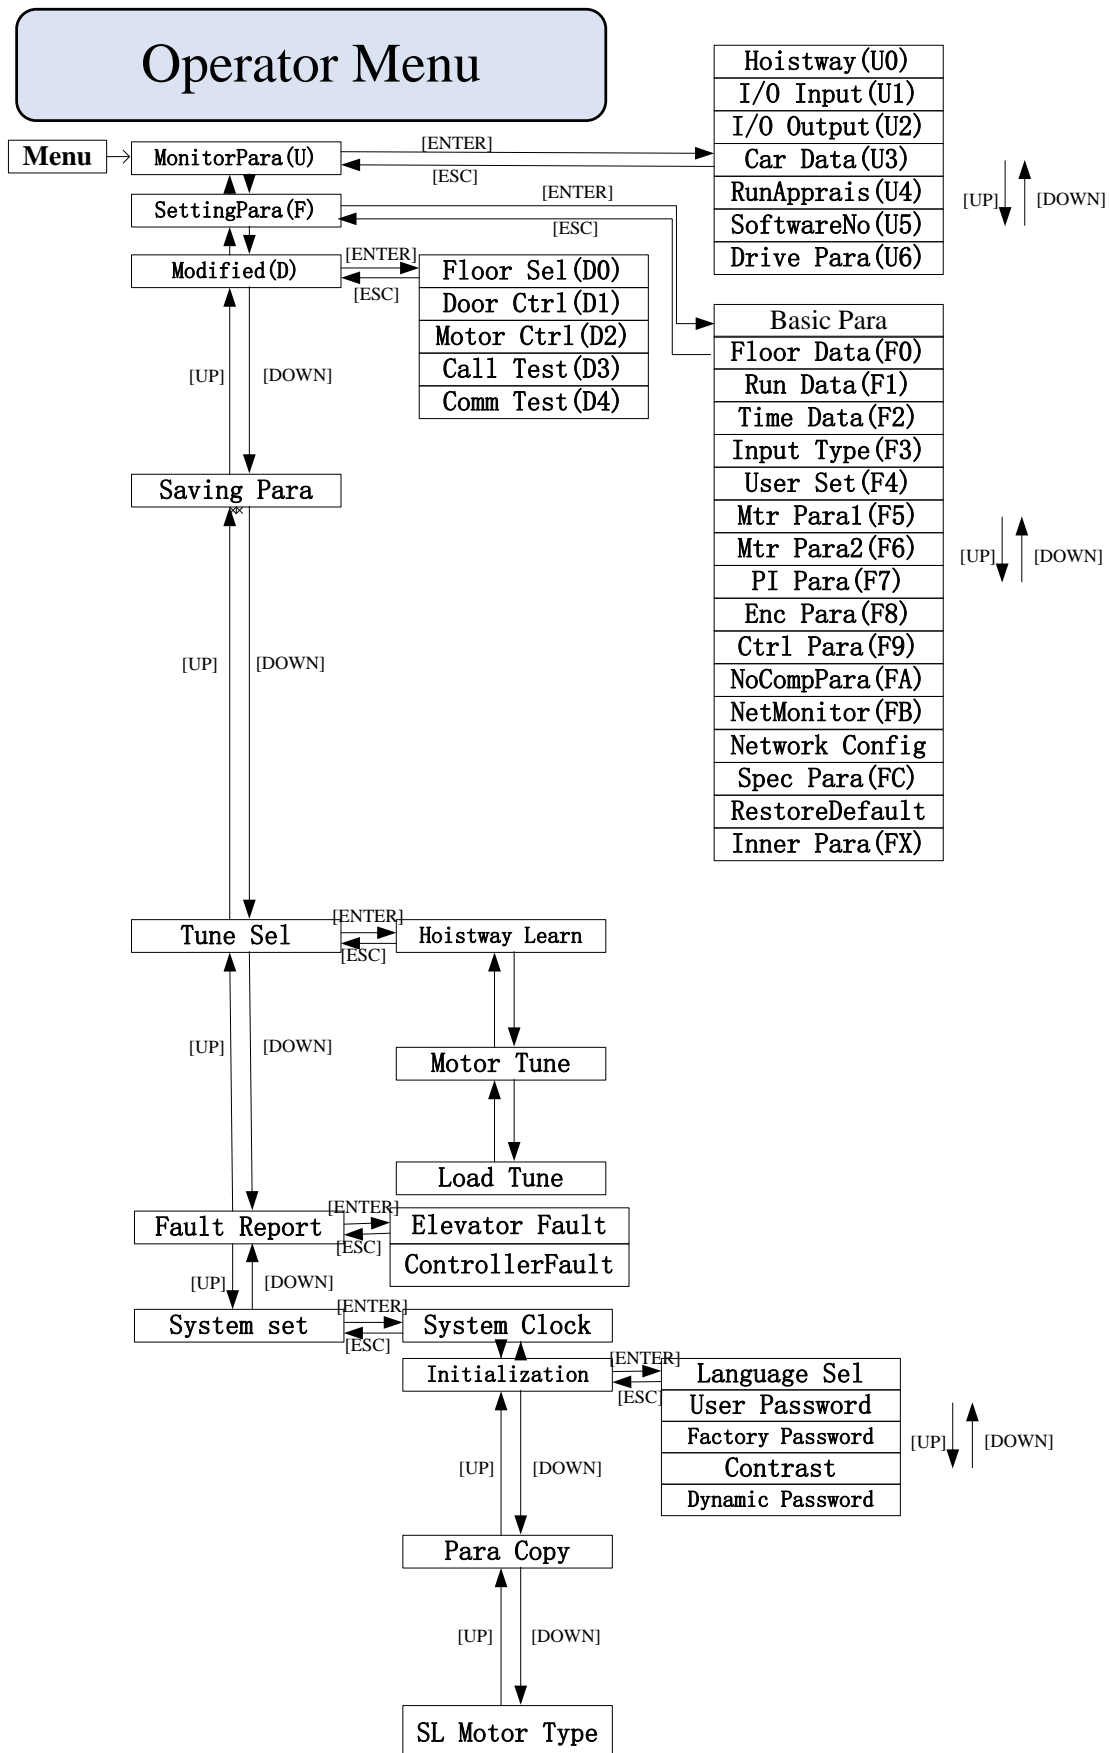 Operator Menu
Menu
MonitorPara(U)
[ENTER]
[ESC]
Hoistway(U0)
I/O Input(U1)
I/O Output(U2)
Car Data(U3)
RunApprais(U4)
SoftwareNo(U5)
Drive Para(U6)
[UP]
[DOWN]
SettingPara(F)
[ENTER]
[ESC]
Basic Para
Floor Data(F0)
Run Data(F1)
Time Data(F2)
Input Type(F3)
User Set(F4)
Mtr Para1(F5)
Mtr Para2(F6)
PI Para(F7)
Enc Para(F8)
Ctrl Para(F9)
NoCompPara(FA)
NetMonitor(FB)
Network Config
Spec Para(FC)
RestoreDefault
Inner Para(FX)
[UP]
[DOWN]
Modified(D)
[ENTER]
[ESC]
Floor Sel(D0)
Door Ctrl(D1)
Motor Ctrl(D2)
Call Test(D3)
Comm Test(D4)
[UP]
[DOWN]
Saving Para
[UP]
[DOWN]
Tune Sel
[ENTER]
[ESC]
Hoistway Learn
Motor Tune
Load Tune
[UP]
[DOWN]
Fault Report
[ENTER]
[ESC]
Elevator Fault
ControllerFault
[UP]
[DOWN]
System set
[ENTER]
[ESC]
System Clock
Initialization
[ENTER]
[ESC]
Language Sel
User Password
Factory Password
Contrast
Dynamic Password
[UP]
[DOWN]
[UP]
[DOWN]
Para Copy
[UP]
[DOWN]
SL Motor Type